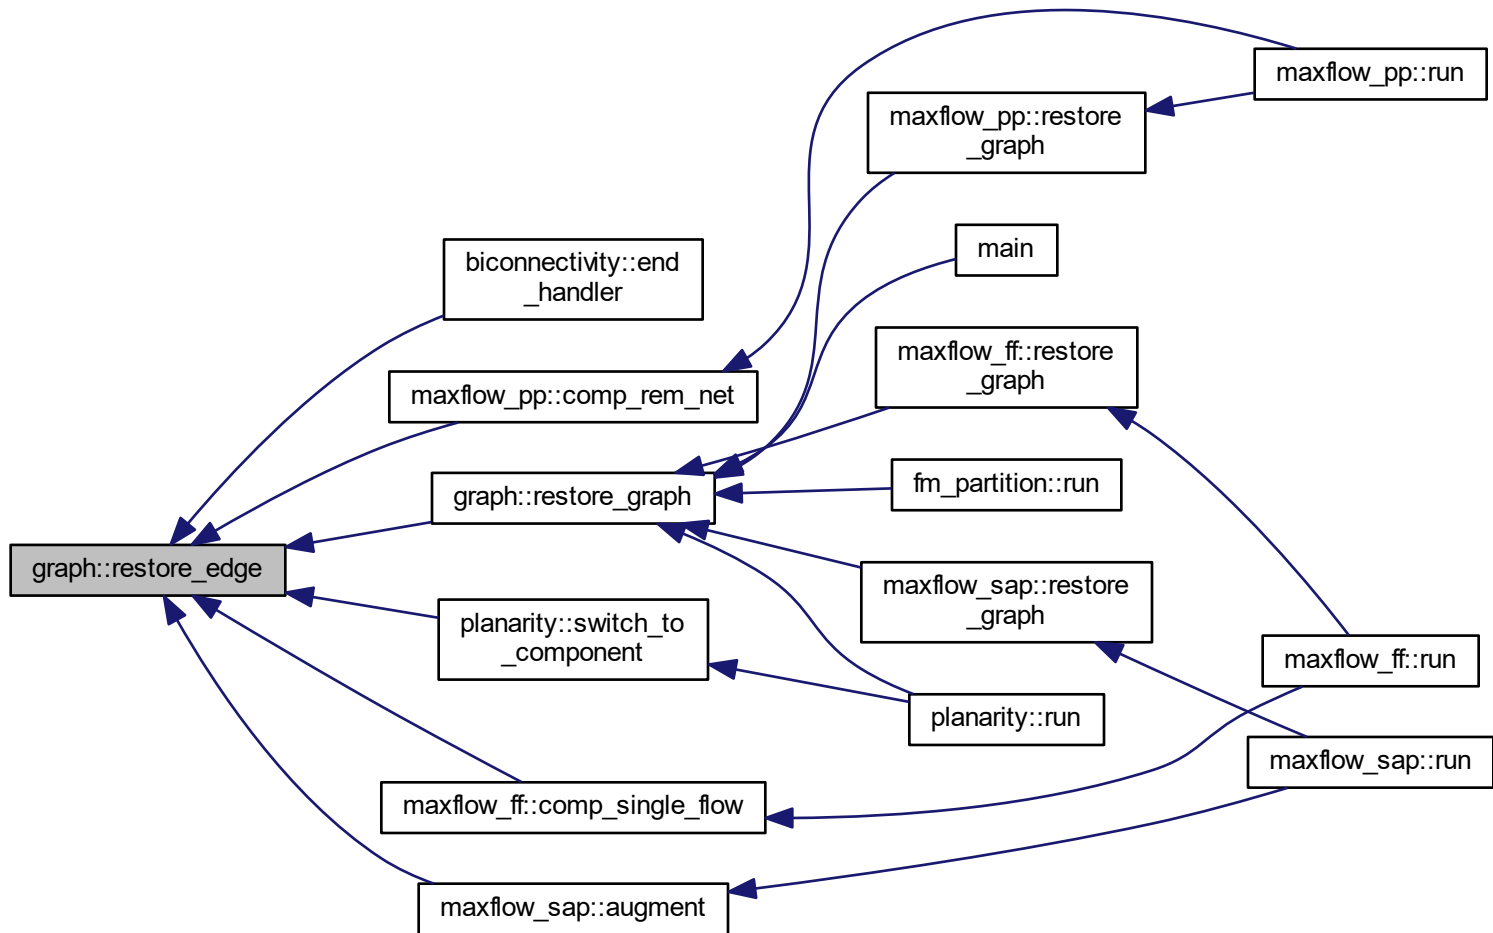 maxflow_pp::run
maxflow_pp::restore
_graph
main
biconnectivity::end
_handler
maxflow_ff::restore
_graph
maxflow_pp::comp_rem_net
fm_partition::run
graph::restore_graph
graph::restore_edge
maxflow_sap::restore
_graph
planarity::switch_to
_component
maxflow_ff::run
planarity::run
maxflow_sap::run
maxflow_ff::comp_single_flow
maxflow_sap::augment